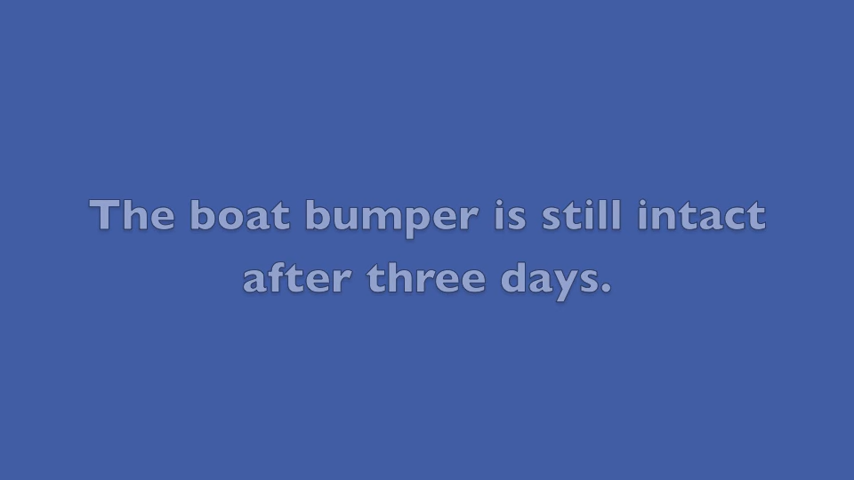 The boat bumper is still intact
after three days.